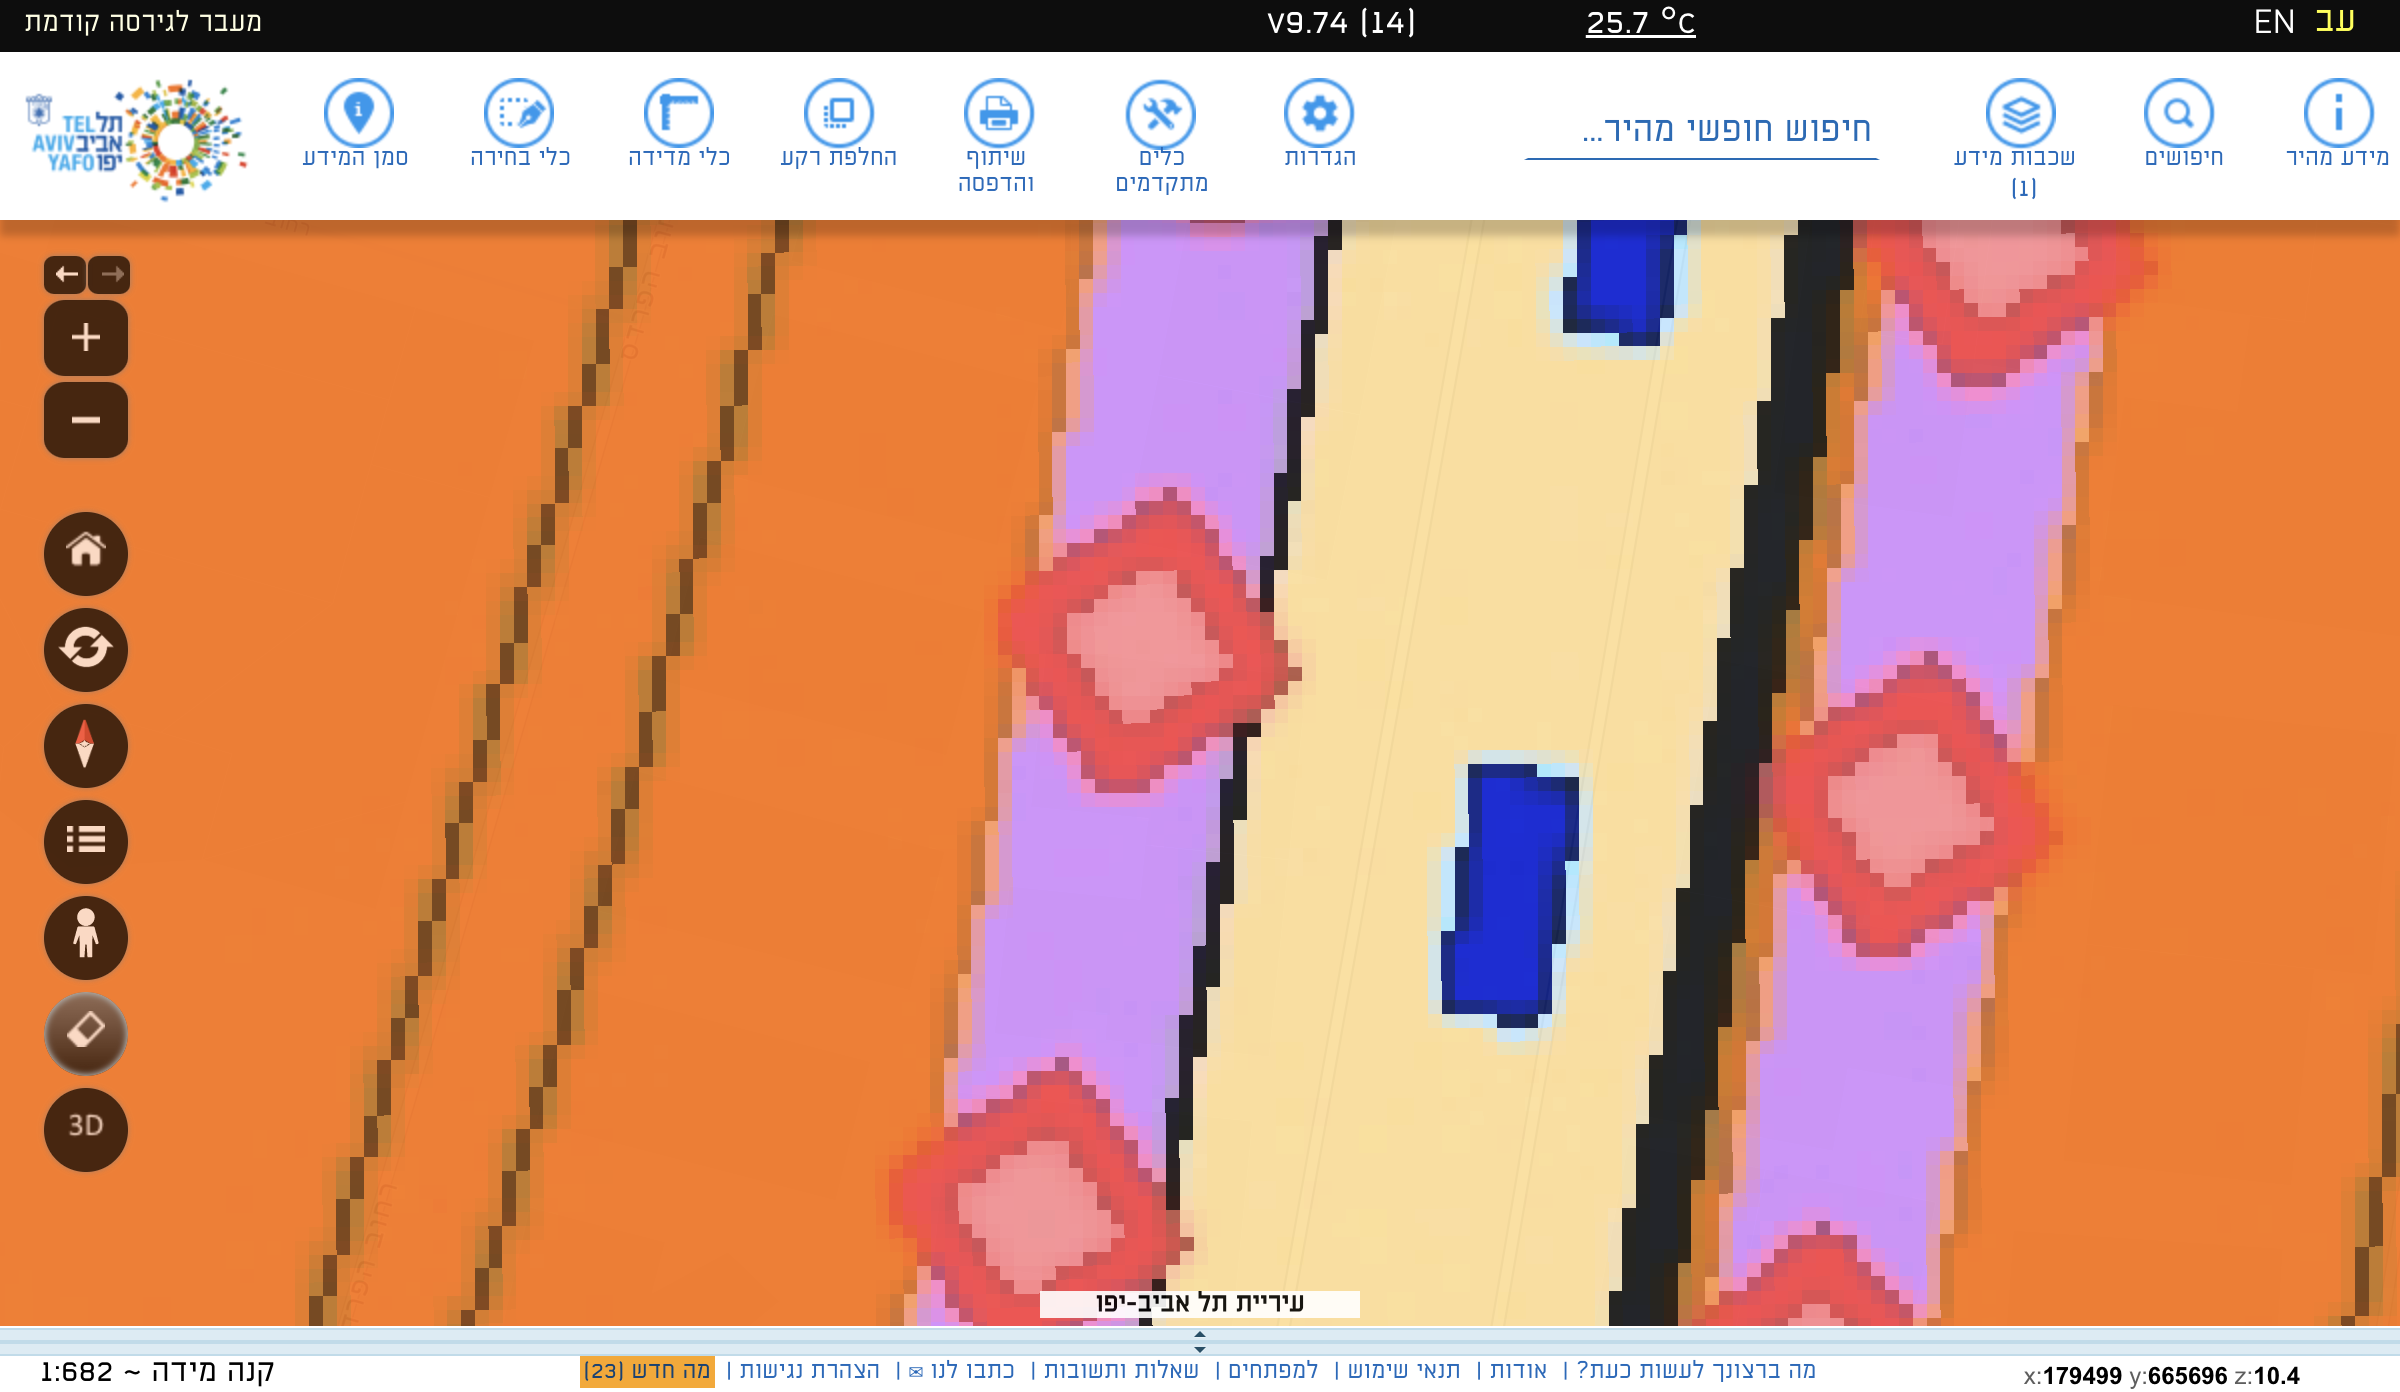 עב EN
25.7 °C
V9.74 (14)
מעבר לגירסה קודמת
מידע מהיר
חיפושים
שכבות מידע
(1)
חיפוש חופשי מהיר...
הגדרות
כלים
מתקדמים
שיתוף
והדפסה
החלפת רקע
כלי מדידה
כלי בחירה
סמן המידע
TEL תל
AVIV אביב
YAFO יפו
רחוב הפרדס
3D
עיריית תל אביב-יפו
x:179499 y:665696 z:10.4
מה ברצונך לעשות כעת? | אודות | תנאי שימוש | למפתחים | שאלות ותשובות | כתבו לנו ✉ | הצהרת נגישות | מה חדש (23)
קנה מידה ~ 1:682